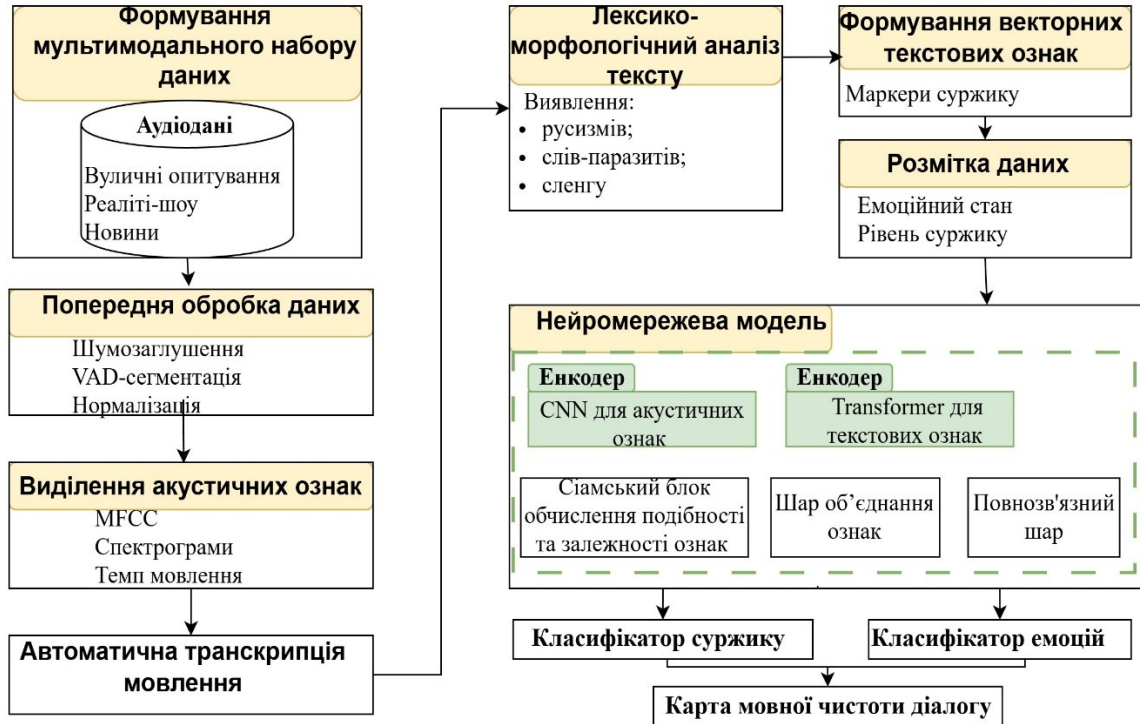 Формування
мультимодального набору
даних
Аудіодані
Вуличні опитування
Реаліті-шоу
Новини
Попередня обробка даних
Шумозаглушення
VAD-сегментація
Нормалізація
Виділення акустичних ознак
MFCC
Спектрограми
Темп мовлення
Автоматична транскрипція
мовлення
Лексико-
морфологічний аналіз
тексту
Виявлення:
• русизмів;
• слів-паразитів;
• сленгу
Формування векторних
текстових ознак
Маркери суржику
Розмітка даних
Емоційний стан
Рівень суржику
Нейромережева модель
Енкодер
CNN для акустичних
ознак
Енкодер
Transformer для
текстових ознак
Сіамський блок
обчислення подібності
та залежності ознак
Шар об’єднання
ознак
Повнозв'язний
шар
Класифікатор суржику
Класифікатор емоцій
Карта мовної чистоти діалогу